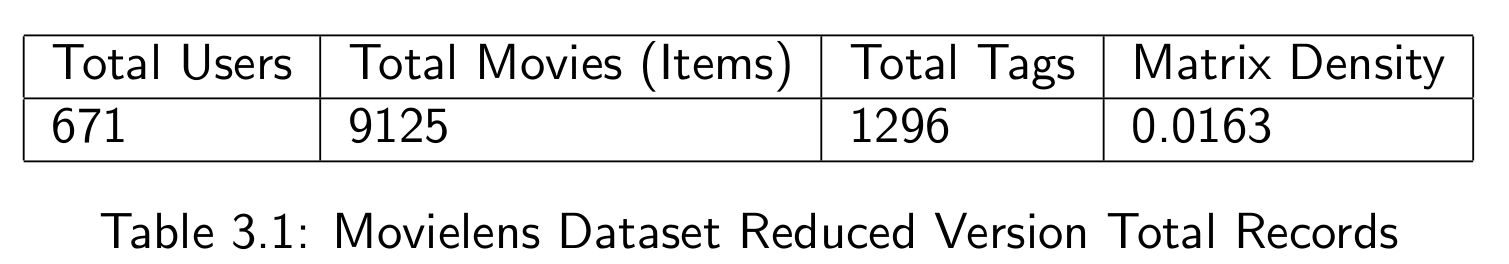 Total Users Total Movies (Items) Total Tags Matrix Density
671 9125 1296 0.0163
Table 3.1: Movielens Dataset Reduced Version Total Records